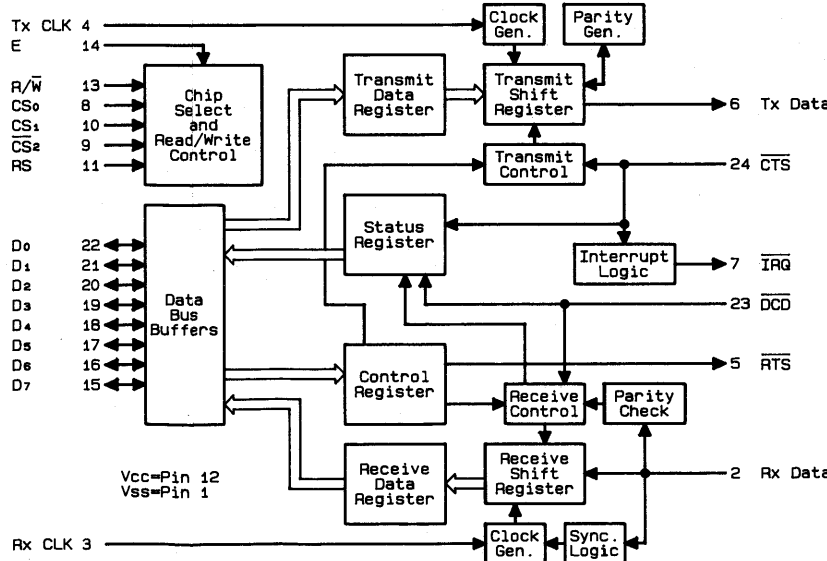 Tx CLK 4
E 14
R/W̅ 13
CS₀ 8
CS₁ 10
C̅S̅₂ 9
RS 11
Chip
Select
and
Read/Write
Control
Clock
Gen.
Parity
Gen.
Transmit
Data
Register
Transmit
Shift
Register
6 Tx Data
Transmit
Control
24 C̅T̅S̅
Status
Register
Interrupt
Logic
7 I̅R̅Q̅
D₀ 22
D₁ 21
D₂ 20
D₃ 19
D₄ 18
D₅ 17
D₆ 16
D₇ 15
Data
Bus
Buffers
23 D̅C̅D̅
Control
Register
5 R̅T̅S̅
Receive
Control
Parity
Check
Vcc=Pin 12
Vss=Pin 1
Receive
Data
Register
Receive
Shift
Register
2 Rx Data
Rx CLK 3
Clock
Gen.
Sync.
Logic